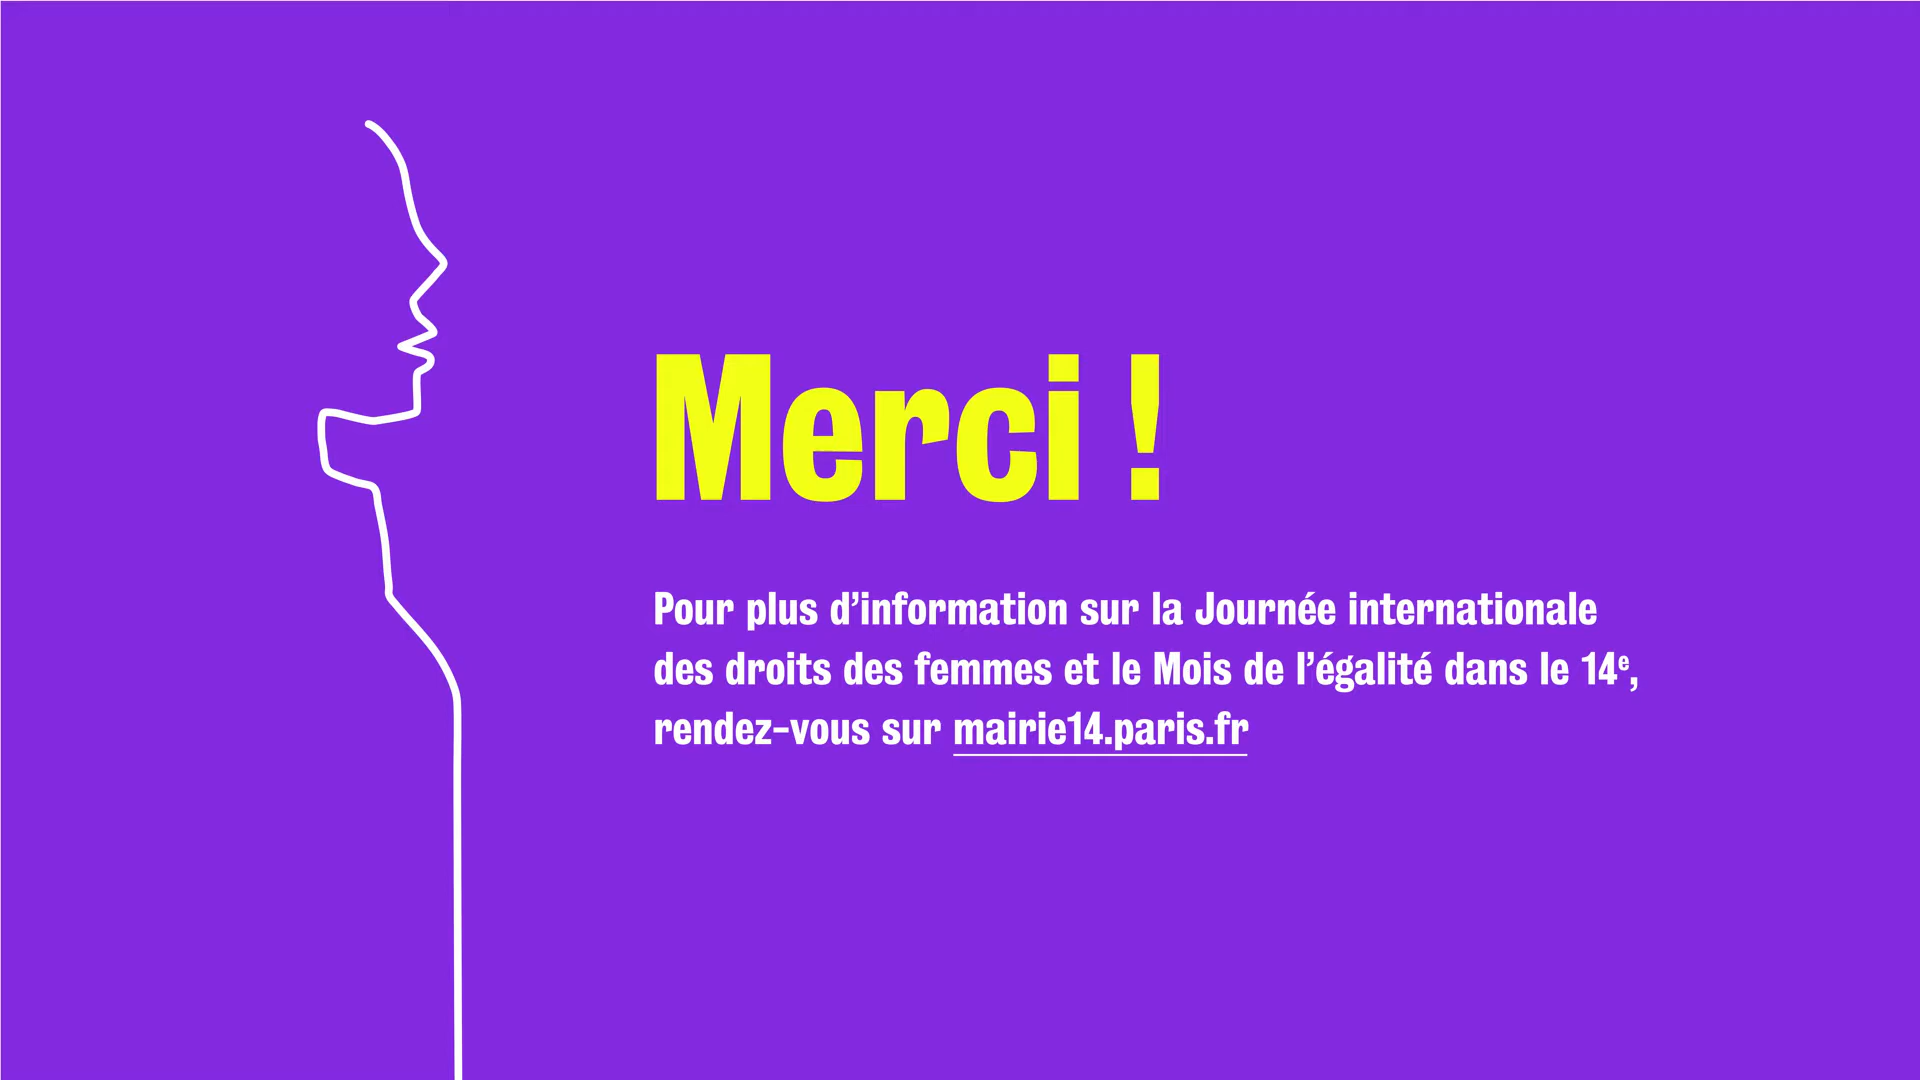 Merci !
Pour plus d’information sur la Journée internationale
des droits des femmes et le Mois de l’égalité dans le 14ᵉ,
rendez-vous sur mairie14.paris.fr